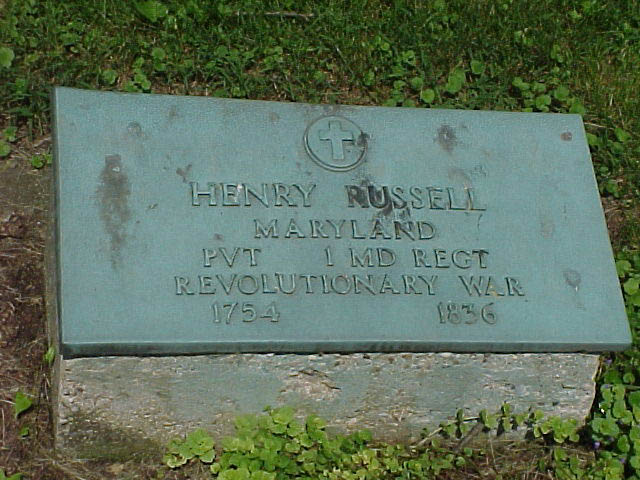 HENRY RUSSELL
MARYLAND
PVT 1 MD REGT
REVOLUTIONARY WAR
1754 1836